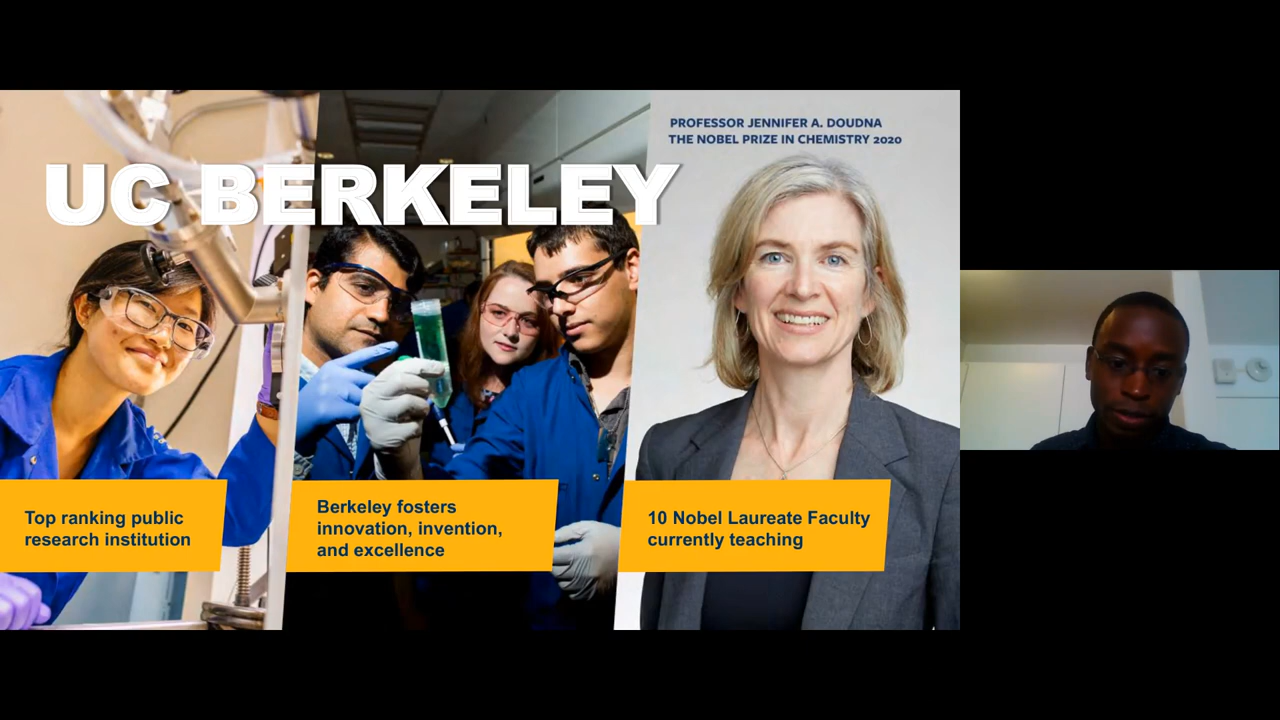 PROFESSOR JENNIFER A. DOUDNA
THE NOBEL PRIZE IN CHEMISTRY 2020
UC BERKELEY
Top ranking public
research institution
Berkeley fosters
innovation, invention,
and excellence
10 Nobel Laureate Faculty
currently teaching